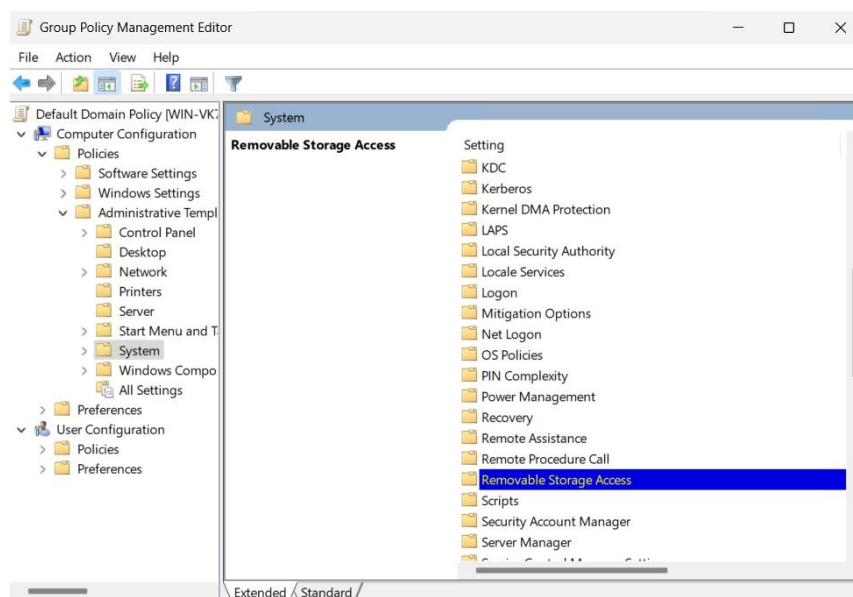 Group Policy Management Editor
File Action View Help
Default Domain Policy [WIN-VK
Computer Configuration
Policies
Software Settings
Windows Settings
Administrative Templ
Control Panel
Desktop
Network
Printers
Server
Start Menu and T
System
Windows Compo
All Settings
Preferences
User Configuration
Policies
Preferences
System
Removable Storage Access
Setting
KDC
Kerberos
Kernel DMA Protection
LAPS
Local Security Authority
Locale Services
Logon
Mitigation Options
Net Logon
OS Policies
PIN Complexity
Power Management
Recovery
Remote Assistance
Remote Procedure Call
Removable Storage Access
Scripts
Security Account Manager
Server Manager
Extended Standard